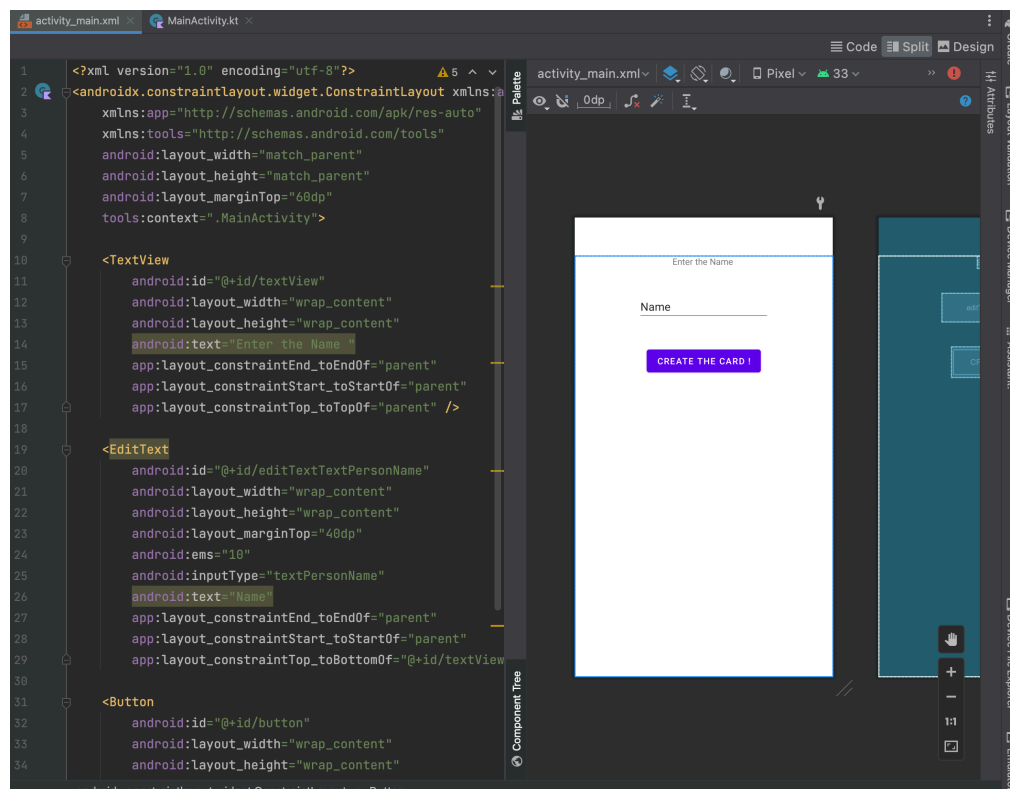 activity_main.xml
MainActivity.kt
Code
Split
Design
1 <?xml version="1.0" encoding="utf-8"?>
5
2 <androidx.constraintlayout.widget.ConstraintLayout xmlns:a
3 xmlns:app="http://schemas.android.com/apk/res-auto"
4 xmlns:tools="http://schemas.android.com/tools"
5 android:layout_width="match_parent"
6 android:layout_height="match_parent"
7 android:layout_marginTop="60dp"
8 tools:context=".MainActivity">
9
10 <TextView
11 android:id="@+id/textView"
12 android:layout_width="wrap_content"
13 android:layout_height="wrap_content"
14 android:text="Enter the Name "
15 app:layout_constraintEnd_toEndOf="parent"
16 app:layout_constraintStart_toStartOf="parent"
17 app:layout_constraintTop_toTopOf="parent" />
18
19 <EditText
20 android:id="@+id/editTextTextPersonName"
21 android:layout_width="wrap_content"
22 android:layout_height="wrap_content"
23 android:layout_marginTop="40dp"
24 android:ems="10"
25 android:inputType="textPersonName"
26 android:text="Name"
27 app:layout_constraintEnd_toEndOf="parent"
28 app:layout_constraintStart_toStartOf="parent"
29 app:layout_constraintTop_toBottomOf="@+id/textView
30
31 <Button
32 android:id="@+id/button"
33 android:layout_width="wrap_content"
34 android:layout_height="wrap_content"
Palette
Component Tree
activity_main.xml
Pixel
33
0dp
Attributes
Enter the Name
Name
CREATE THE CARD !
1:1